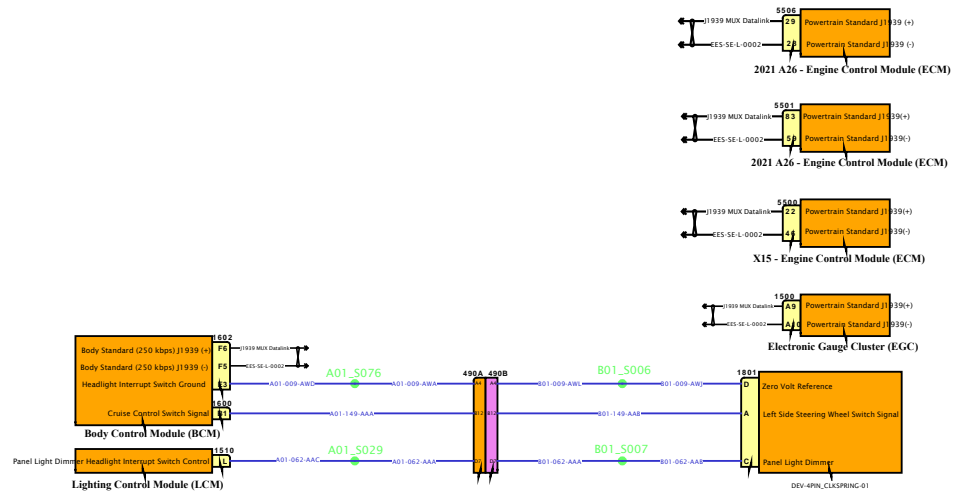 5506
J1939 MUX Datalink
29
Powertrain Standard J1939 (+)
EES-SE-L-0002
Powertrain Standard J1939 (-)
2021 A26 - Engine Control Module (ECM)
5501
J1939 MUX Datalink
83
Powertrain Standard J1939(+)
EES-SE-L-0002
Powertrain Standard J1939(-)
2021 A26 - Engine Control Module (ECM)
5500
J1939 MUX Datalink
22
Powertrain Standard J1939(+)
EES-SE-L-0002
Powertrain Standard J1939(-)
X15 - Engine Control Module (ECM)
1500
J1939 MUX Datalink
A9
Powertrain Standard J1939(+)
EES-SE-L-0002
A10
Powertrain Standard J1939(-)
Electronic Gauge Cluster (EGC)
1602
Body Standard (250 kbps) J1939 (+)
F6
J1939 MUX Datalink
Body Standard (250 kbps) J1939 (-)
F5
EES-SE-L-0002
Headlight Interrupt Switch Ground
E3
A01-009-AWD
A01_S076
A01-009-AWA
490A
490B
A4
A4
B01-009-AWL
B01_S006
B01-009-AWJ
1801
D
Zero Volt Reference
1600
Cruise Control Switch Signal
B1
A01-149-AAA
B12
B12
B01-149-AAB
A
Left Side Steering Wheel Switch Signal
Body Control Module (BCM)
1510
Panel Light Dimmer Headlight Interrupt Switch Control
L
A01-062-AAC
A01_S029
A01-062-AAA
D7
B01-062-AAA
B01_S007
B01-062-AAB
C
Panel Light Dimmer
Lighting Control Module (LCM)
DEV-4PIN_CLKSPRING-01